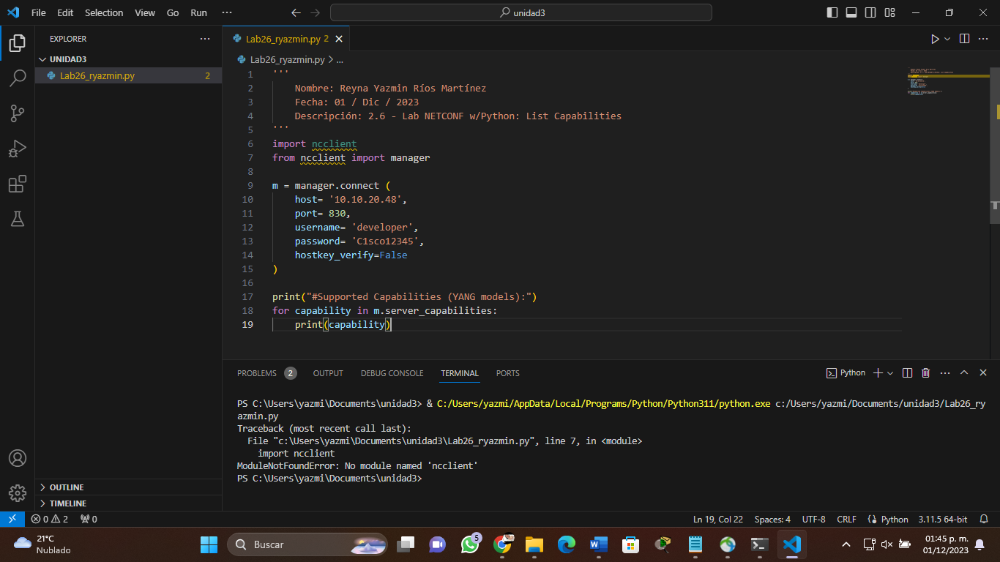 File Edit Selection View Go Run ···
unidad3
EXPLORER
UNIDAD3
Lab26_ryazmin.py 2
OUTLINE
TIMELINE
Lab26_ryazmin.py 2
Lab26_ryazmin.py > ...
1 '''
2 Nombre: Reyna Yazmin Ríos Martínez
3 Fecha: 01 / Dic / 2023
4 Descripción: 2.6 - Lab NETCONF w/Python: List Capabilities
5 '''
6 import ncclient
7 from ncclient import manager
8
9 m = manager.connect (
10 host= '10.10.20.48',
11 port= 830,
12 username= 'developer',
13 password= 'C1sco12345',
14 hostkey_verify=False
15 )
16
17 print("#Supported Capabilities (YANG models):")
18 for capability in m.server_capabilities:
19 print(capability)
PROBLEMS 2 OUTPUT DEBUG CONSOLE TERMINAL PORTS
Python
PS C:\Users\yazmi\Documents\unidad3> & C:/Users/yazmi/AppData/Local/Programs/Python/Python311/python.exe c:/Users/yazmi/Documents/unidad3/Lab26_ry
azmin.py
Traceback (most recent call last):
File "c:\Users\yazmi\Documents\unidad3\Lab26_ryazmin.py", line 7, in <module>
import ncclient
ModuleNotFoundError: No module named 'ncclient'
PS C:\Users\yazmi\Documents\unidad3>
0 2 0
Ln 19, Col 22 Spaces: 4 UTF-8 CRLF Python 3.11.5 64-bit
21°C
Nublado
Buscar
5
01:45 p. m.
01/12/2023